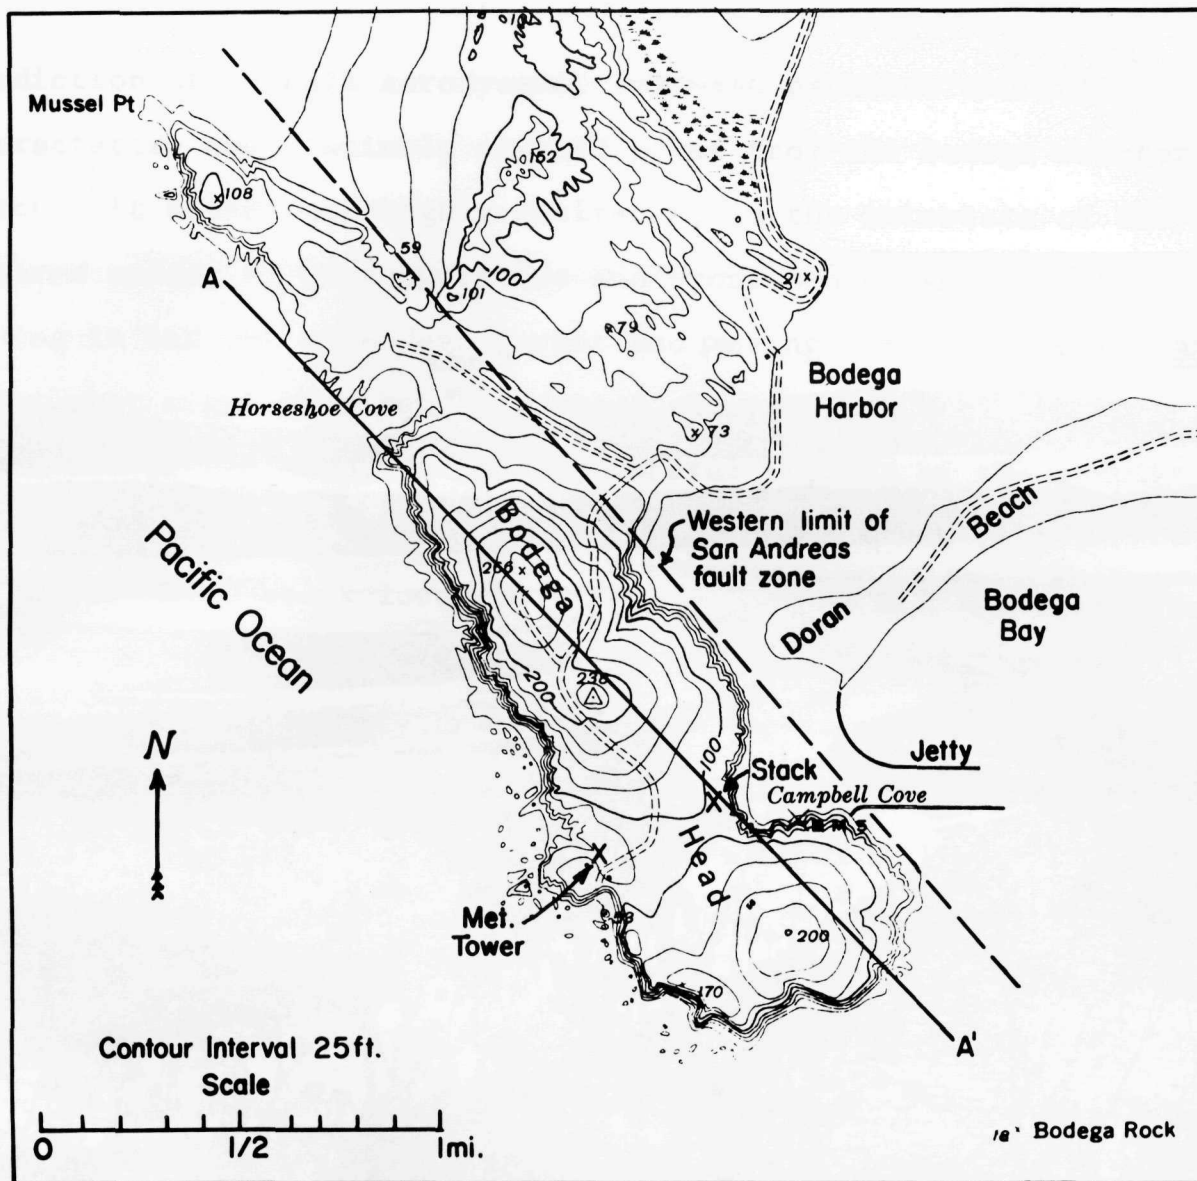 Mussel Pt
108
59
152
100
101
79
21
73
A
Horseshoe Cove
Bodega
Harbor
Pacific Ocean
Bodega
Head
266
200
236
100
Western limit of
San Andreas
fault zone
Doran Beach
Bodega
Bay
Jetty
Stack
Campbell Cove
N
Met.
Tower
200
170
A'
Contour Interval 25ft.
Scale
0 1/2 1mi.
Bodega Rock